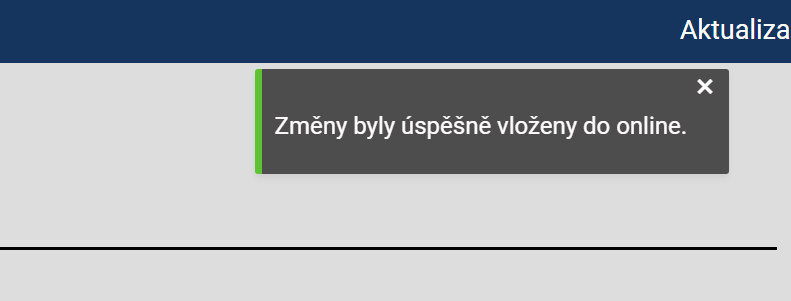 Aktualiza
Změny byly úspěšně vloženy do online.